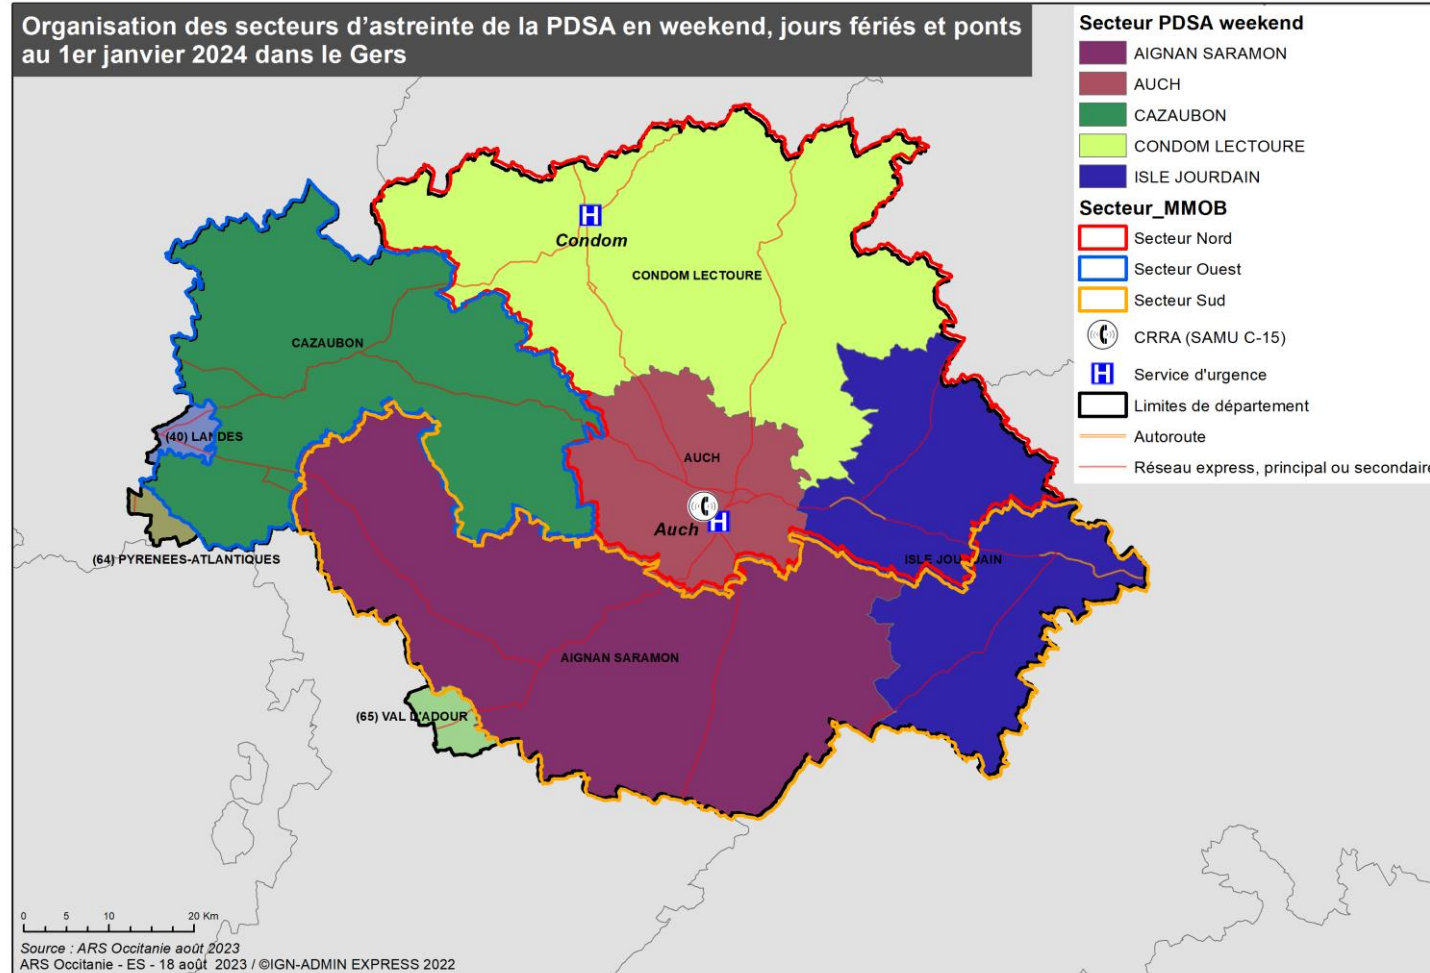 Organisation des secteurs d'astreinte de la PDSA en weekend, jours fériés et ponts
au 1er janvier 2024 dans le Gers
Secteur PDSA weekend
AIGNAN SARAMON
AUCH
CAZAUBON
CONDOM LECTOURE
ISLE JOURDAIN
Secteur_MMOB
Secteur Nord
Secteur Ouest
Secteur Sud
CRRA (SAMU C-15)
H Service d'urgence
Limites de département
Autoroute
Réseau express, principal ou secondaire
H
Condom
CONDOM LECTOURE
CAZAUBON
(40) LANDES
AUCH
Auch
H
(64) PYRENEES-ATLANTIQUES
ISLE JOURDAIN
AIGNAN SARAMON
(65) VAL D'ADOUR
0 5 10 20 Km
Source : ARS Occitanie août 2023
ARS Occitanie - ES - 18 août 2023 / ©IGN-ADMIN EXPRESS 2022